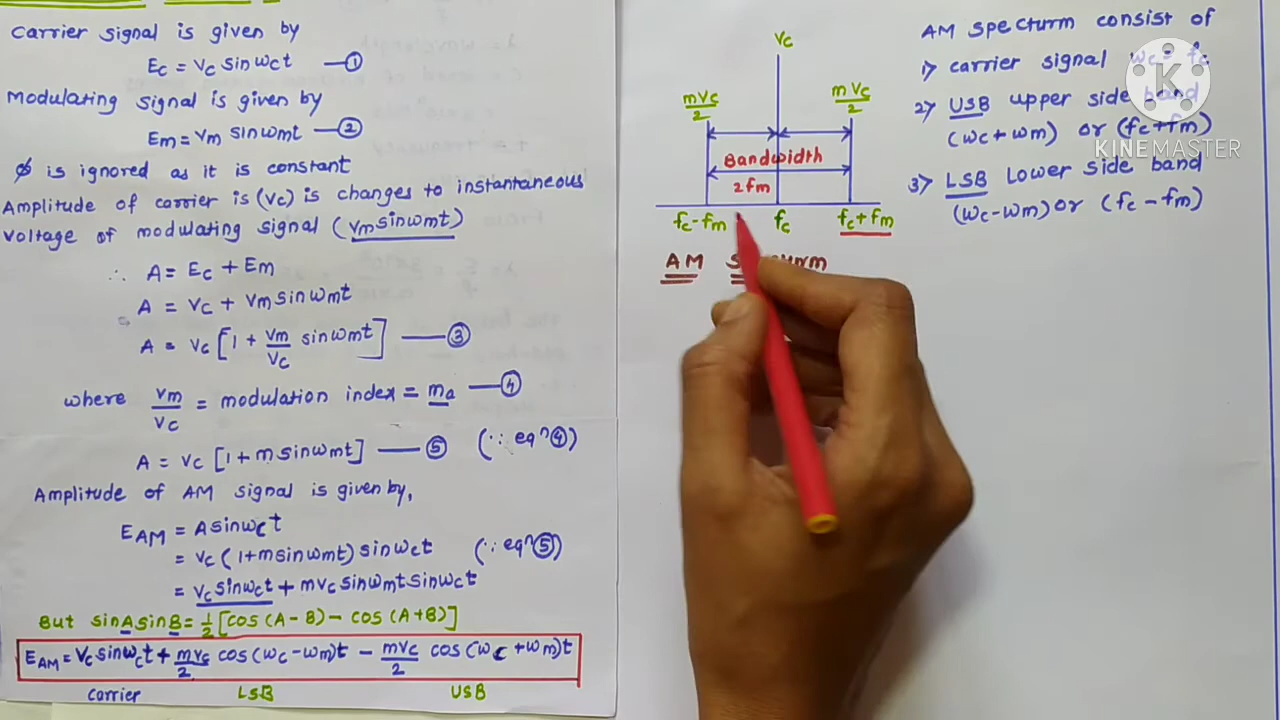 Carrier signal is given by
Ec = Vc sinωct —①
Modulating signal is given by
Em = Vm sinωmt —②
ϕ is ignored as it is constant
Amplitude of carrier is (Vc) is changes to instantaneous
voltage of modulating signal (Vmsinωmt)
∴ A = Ec + Em
A = Vc + Vm sinωmt
A = Vc [1 + Vm/Vc sinωmt] —③
where Vm/Vc = modulation index = ma —④
A = Vc [1 + m sinωmt] —⑤ (∵ eqn④)
Amplitude of AM signal is given by,
EAM = A sinωct
= Vc (1+msinωmt) sinωct (∵ eqn⑤)
= Vc sinωct + mVc sinωmt sinωct
But sinA sinB = 1/2 [cos (A-B) - cos (A+B)]
EAM = Vc sinωct + mVc/2 cos (ωc-ωm)t - mVc/2 cos (ωc+ωm)t
Carrier LSB USB
Vc
mVc/2 mVc/2
Bandwidth
2fm
fc-fm fc fc+fm
AM
AM Specturm consist of
1) carrier signal ωc = fc
2) USB upper side band
(ωc+ωm) or (fc+fm)
KINEMASTER
3) LSB Lower side band
(ωc-ωm) or (fc-fm)